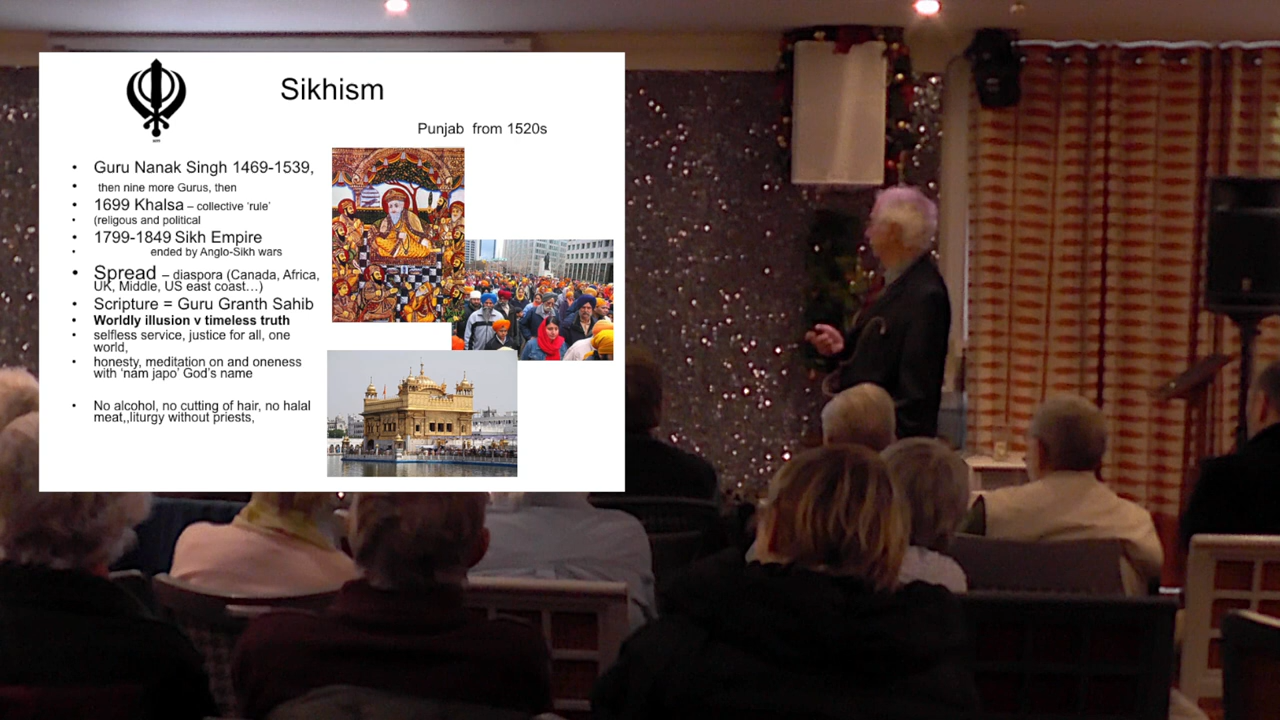 Sikhism
Punjab from 1520s
• Guru Nanak Singh 1469-1539,
• then nine more Gurus, then
• 1699 Khalsa – collective ‘rule’
• (religous and political
• 1799-1849 Sikh Empire
• ended by Anglo-Sikh wars
• Spread – diaspora (Canada, Africa,
UK, Middle, US east coast…)
• Scripture = Guru Granth Sahib
• Worldly illusion v timeless truth
• selfless service, justice for all, one
world,
• honesty, meditation on and oneness
with ‘nam japo’ God’s name
• No alcohol, no cutting of hair, no halal
meat,,liturgy without priests,